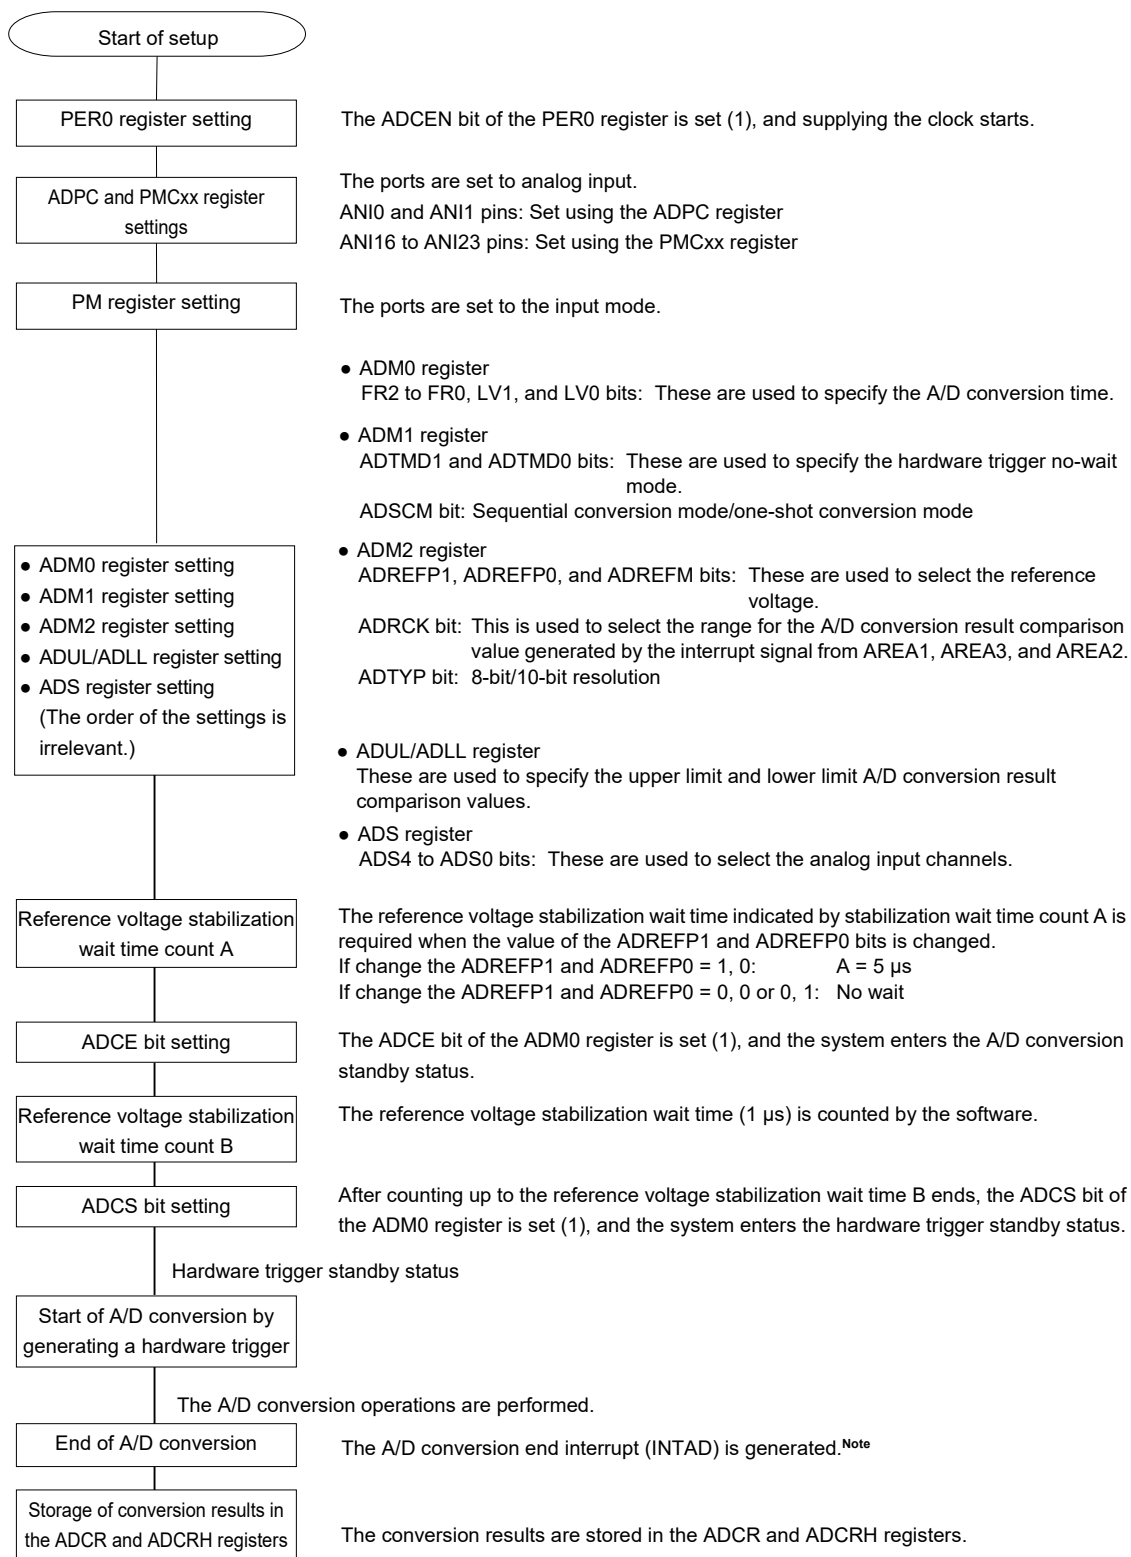 Start of setup
PER0 register setting
The ADCEN bit of the PER0 register is set (1), and supplying the clock starts.
ADPC and PMCxx register
settings
The ports are set to analog input.
ANI0 and ANI1 pins: Set using the ADPC register
ANI16 to ANI23 pins: Set using the PMCxx register
PM register setting
The ports are set to the input mode.
● ADM0 register
FR2 to FR0, LV1, and LV0 bits: These are used to specify the A/D conversion time.
● ADM1 register
ADTMD1 and ADTMD0 bits: These are used to specify the hardware trigger no-wait
mode.
ADSCM bit: Sequential conversion mode/one-shot conversion mode
● ADM0 register setting
● ADM1 register setting
● ADM2 register setting
● ADUL/ADLL register setting
● ADS register setting
(The order of the settings is
irrelevant.)
● ADM2 register
ADREFP1, ADREFP0, and ADREFM bits: These are used to select the reference
voltage.
ADRCK bit: This is used to select the range for the A/D conversion result comparison
value generated by the interrupt signal from AREA1, AREA3, and AREA2.
ADTYP bit: 8-bit/10-bit resolution
● ADUL/ADLL register
These are used to specify the upper limit and lower limit A/D conversion result
comparison values.
● ADS register
ADS4 to ADS0 bits: These are used to select the analog input channels.
Reference voltage stabilization
wait time count A
The reference voltage stabilization wait time indicated by stabilization wait time count A is
required when the value of the ADREFP1 and ADREFP0 bits is changed.
If change the ADREFP1 and ADREFP0 = 1, 0: A = 5 µs
If change the ADREFP1 and ADREFP0 = 0, 0 or 0, 1: No wait
ADCE bit setting
The ADCE bit of the ADM0 register is set (1), and the system enters the A/D conversion
standby status.
Reference voltage stabilization
wait time count B
The reference voltage stabilization wait time (1 µs) is counted by the software.
ADCS bit setting
After counting up to the reference voltage stabilization wait time B ends, the ADCS bit of
the ADM0 register is set (1), and the system enters the hardware trigger standby status.
Hardware trigger standby status
Start of A/D conversion by
generating a hardware trigger
The A/D conversion operations are performed.
End of A/D conversion
The A/D conversion end interrupt (INTAD) is generated.Note
Storage of conversion results in
the ADCR and ADCRH registers
The conversion results are stored in the ADCR and ADCRH registers.